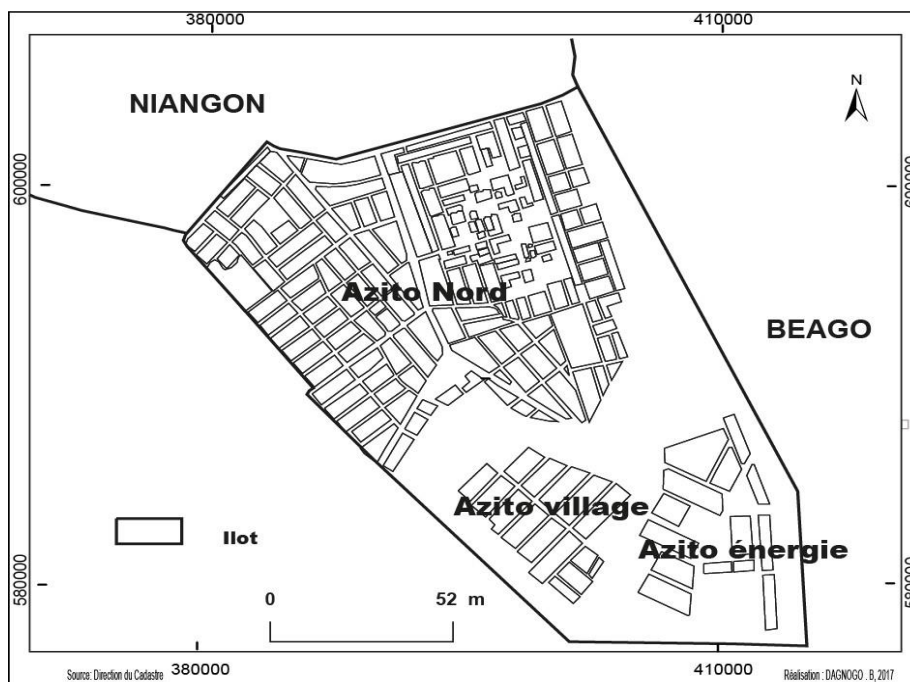 380000
410000
NIANGON
N
600000
600000
Azito Nord
BEAGO
Azito village
Azito énergie
Ilot
580000
580000
0 52 m
380000
410000
Source: Direction du Cadastre
Réalisation : DAGNOGO . B, 2017